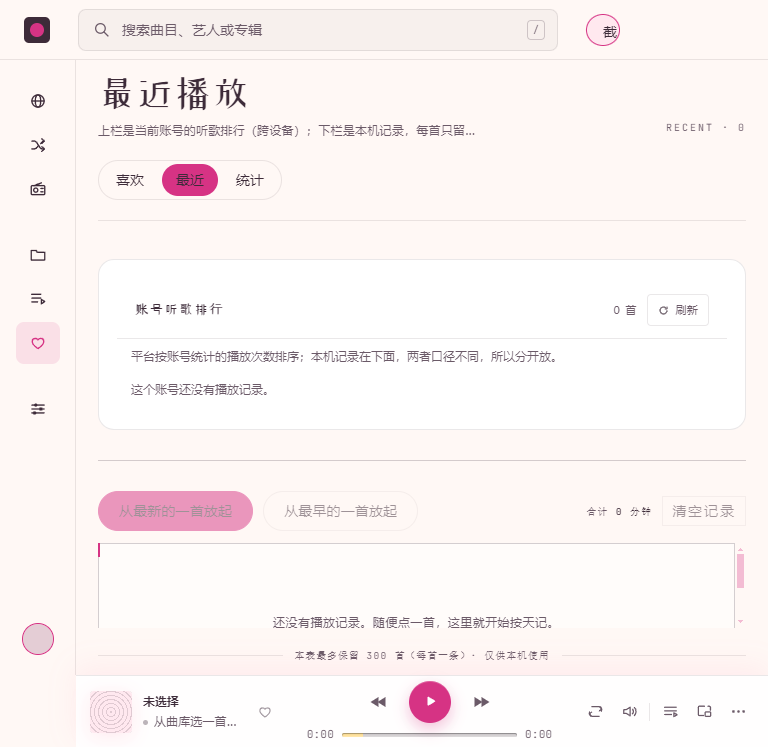 搜索曲目、艺人或专辑
/
截
最近播放
上栏是当前账号的听歌排行（跨设备）；下栏是本机记录，每首只留…
RECENT · 0
喜欢
最近
统计
账号听歌排行
0 首
刷新
平台按账号统计的播放次数排序；本机记录在下面，两者口径不同，所以分开放。
这个账号还没有播放记录。
从最新的一首放起
从最早的一首放起
合计 0 分钟
清空记录
还没有播放记录。随便点一首，这里就开始按天记。
本表最多保留 300 首（每首一条）· 仅供本机使用
未选择
从曲库选一首…
0:00
0:00